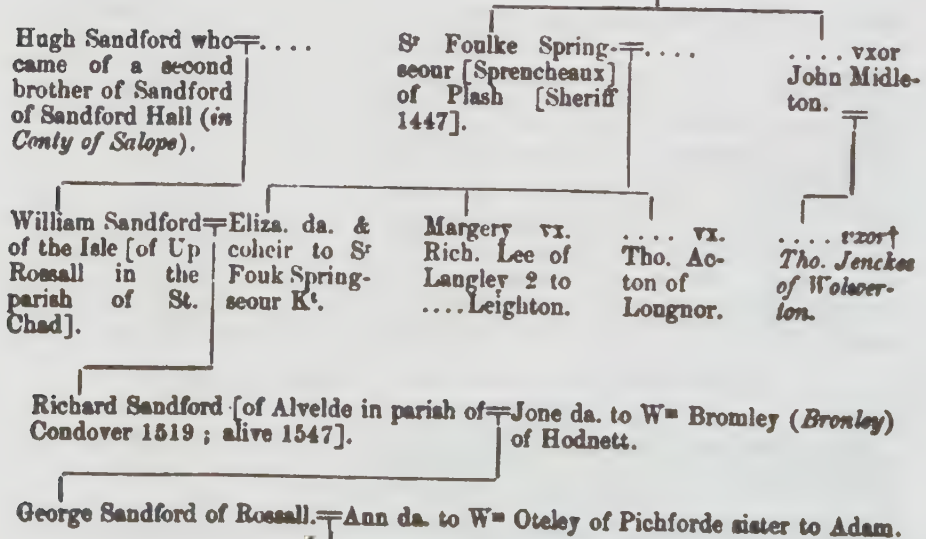 Hugh Sandford who=....
came of a second
brother of Sandford
of Sandford Hall (in
Conty of Salope).
Sr Foulke Spring-=....
seour [Sprencheaux]
of Plash [Sheriff
1447].
.... vxor
John Midle-
ton.
William Sandford=
of the Isle [of Up
Rossall in the
parish of St.
Chad].
Eliza. da. &
coheir to Sr
Fouk Spring-
seour Kt.
Margery vx.
Rich. Lee of
Langley 2 to
....Leighton.
.... vx.
Tho. Ac-
ton of
Longnor.
.... vxor†
Tho. Jenckes
of Wolver-
ton.
Richard Sandford [of Alvelde in parish of=Jone da. to Wm Bromley (Bronley)
Condover 1519 ; alive 1547]. of Hodnett.
George Sandford of Rossall.=Ann da. to Wm Oteley of Pichforde sister to Adam.